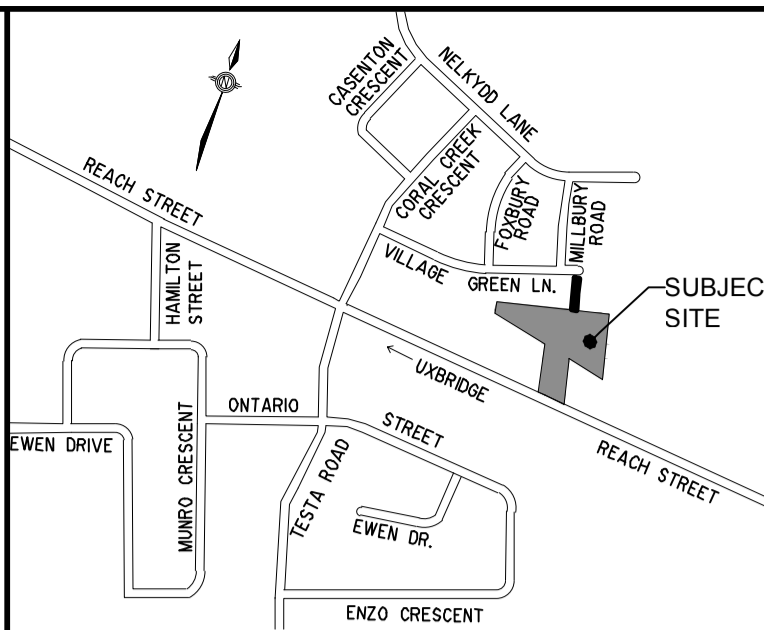 N
CASENTON
CRESCENT
NELKYDD LANE
REACH STREET
CORAL CREEK
CRESCENT
FOXBURY
ROAD
MILLBURY
ROAD
HAMILTON
STREET
VILLAGE GREEN LN.
SUBJEC
SITE
UXBRIDGE
ONTARIO STREET
REACH STREET
EWEN DRIVE
MUNRO CRESCENT
TESTA ROAD
EWEN DR.
ENZO CRESCENT